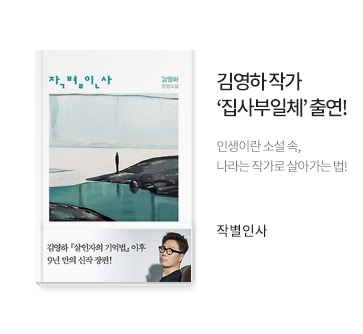 작별인사
김영하
장편소설
김영하 『살인자의 기억법』 이후
9년 만의 신작 장편!
김영하 작가
‘집사부일체’ 출연!
인생이란 소설 속,
나라는 작가로 살아가는 법!
작별인사